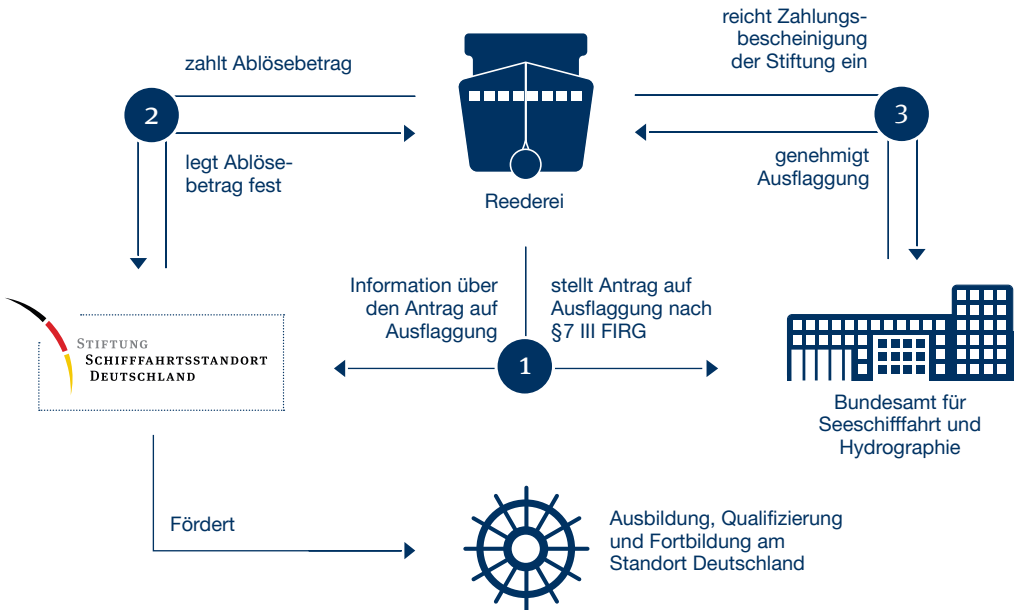 reicht Zahlungs-
bescheinigung
der Stiftung ein
zahlt Ablösebetrag
2
3
legt Ablöse-
betrag fest
genehmigt
Ausflaggung
Reederei
Information über
den Antrag auf
Ausflaggung
stellt Antrag auf
Ausflaggung nach
§7 III FlRG
1
STIFTUNG
SCHIFFFAHRTSSTANDORT
DEUTSCHLAND
Bundesamt für
Seeschifffahrt und
Hydrographie
Fördert
Ausbildung, Qualifizierung
und Fortbildung am
Standort Deutschland